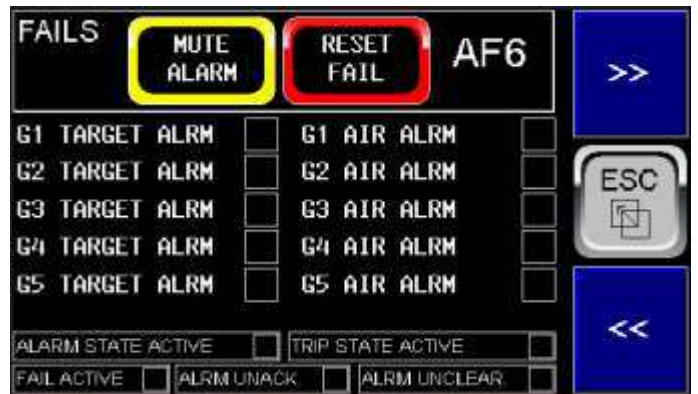 FAILS
MUTE
ALARM
RESET
FAIL
AF6
>>
G1 TARGET ALRM
G1 AIR ALRM
G2 TARGET ALRM
G2 AIR ALRM
G3 TARGET ALRM
G3 AIR ALRM
G4 TARGET ALRM
G4 AIR ALRM
G5 TARGET ALRM
G5 AIR ALRM
ESC
<<
ALARM STATE ACTIVE
TRIP STATE ACTIVE
FAIL ACTIVE
ALRM UNACK
ALRM UNCLEAR